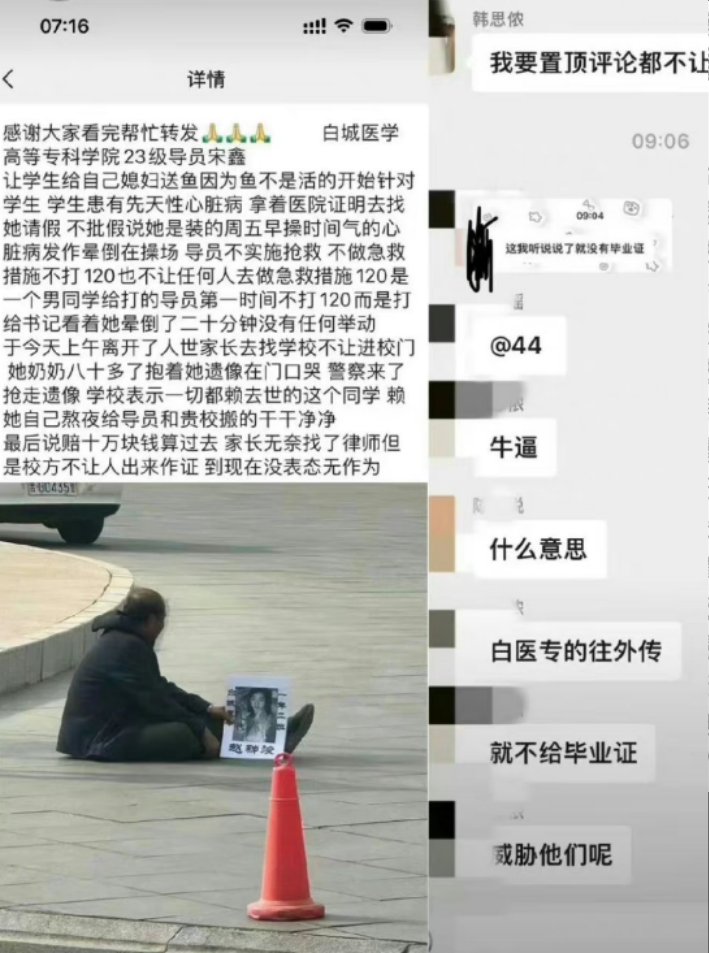 07:16
详情
感谢大家看完帮忙转发🙏🙏🙏 白城医学
高等专科学院23级导员宋鑫
让学生给自己媳妇送鱼因为鱼不是活的开始针对
学生 学生患有先天性心脏病 拿着医院证明去找
她请假 不批假说她是装的周五早操时间气的心
脏病发作晕倒在操场 导员不实施抢救 不做急救
措施不打120也不让任何人去做急救措施120是
一个男同学给打的导员第一时间不打120而是打
给书记看着她晕倒了二十分钟没有任何举动
于今天上午离开了人世家长去找学校不让进校门
她奶奶八十多了抱着她遗像在门口哭 警察来了
抢走遗像 学校表示一切都赖去世的这个同学 赖
她自己熬夜给导员和贵校搬的干干净净
最后说赔十万块钱算过去 家长无奈找了律师但
是校方不让人出来作证 到现在没表态无作为
韩思侬
我要置顶评论都不让
09:06
09:04
这我听说说了就没有毕业证
@44
牛逼
什么意思
白医专的往外传
就不给毕业证
威胁他们呢